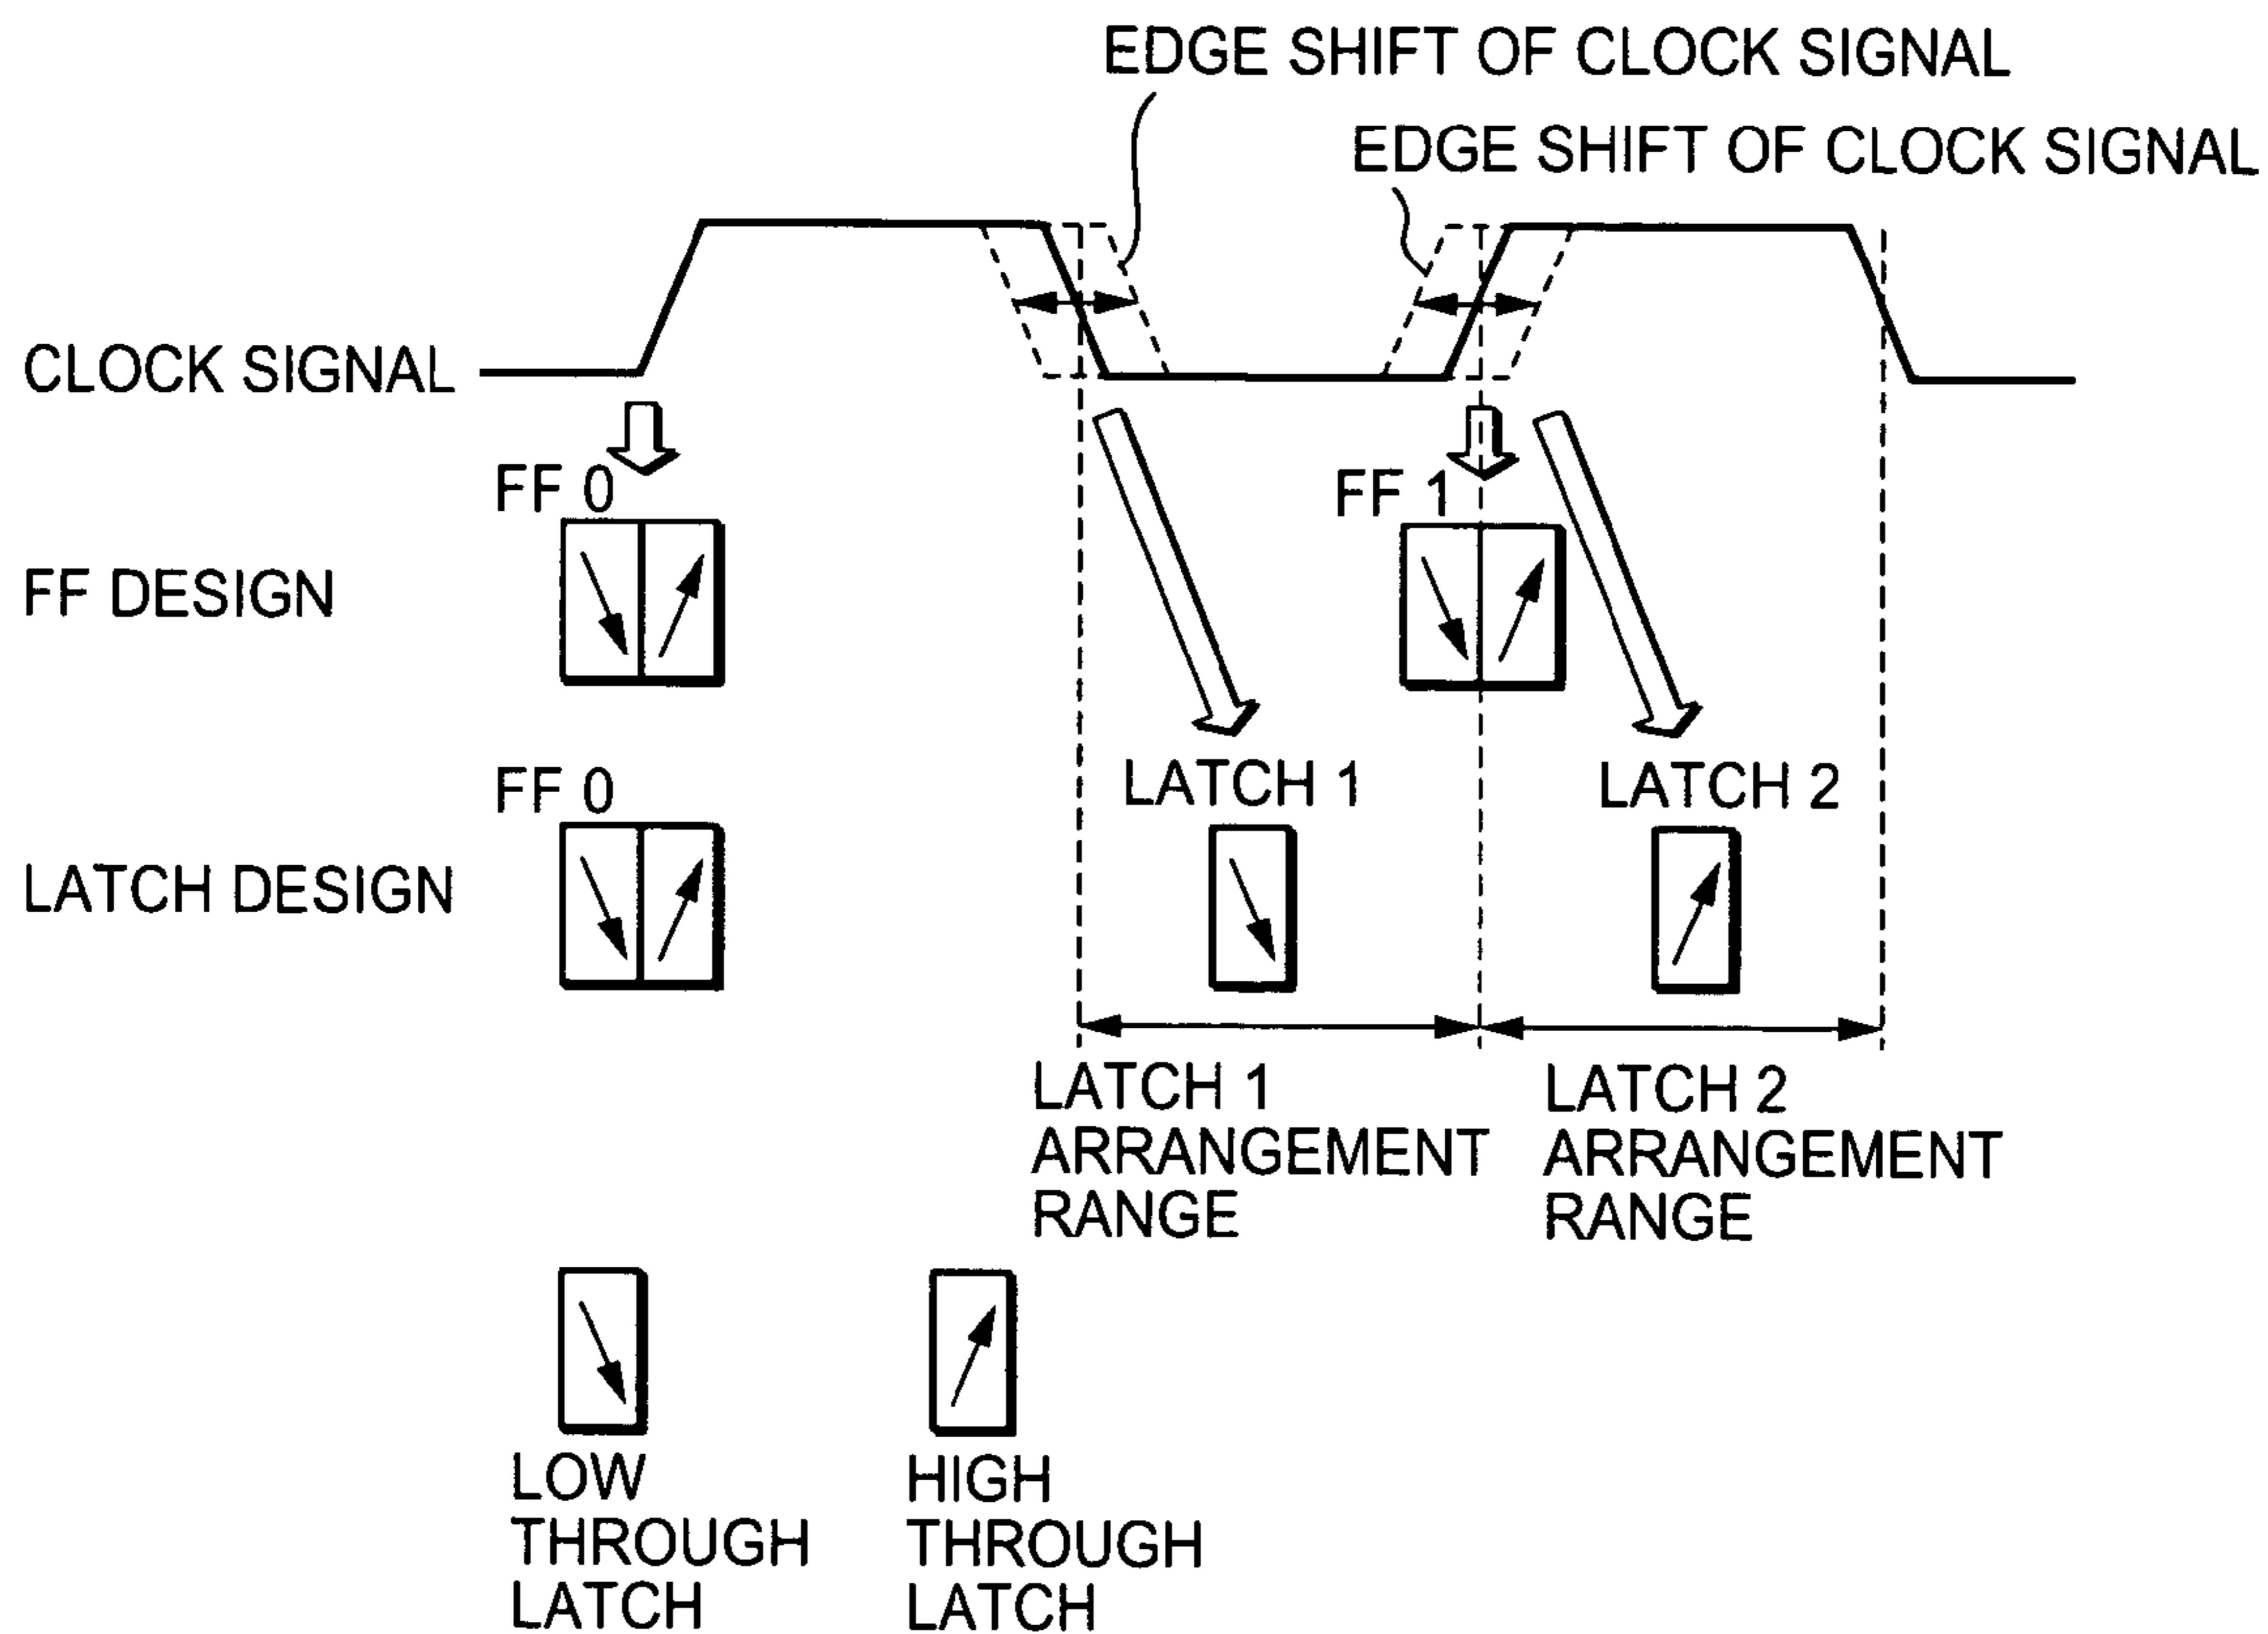 EDGE SHIFT OF CLOCK SIGNAL
EDGE SHIFT OF CLOCK SIGNAL
CLOCK SIGNAL
FF 0
FF 1
FF DESIGN
LATCH 1
LATCH 2
FF 0
LATCH DESIGN
LATCH 1
ARRANGEMENT
RANGE
LATCH 2
ARRANGEMENT
RANGE
LOW
THROUGH
LATCH
HIGH
THROUGH
LATCH